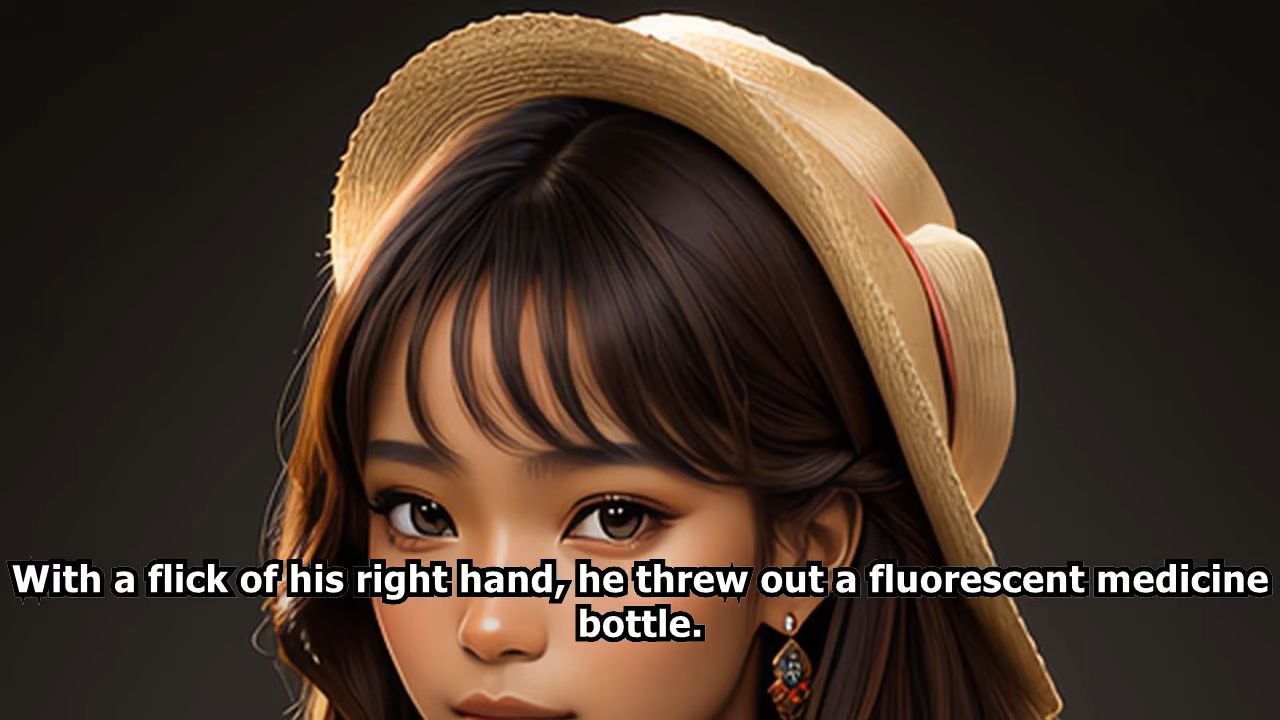 With a flick of his right hand, he threw out a fluorescent medicine
bottle.